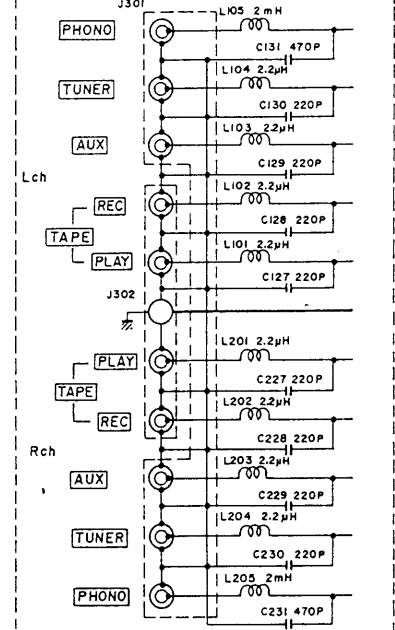 J301
L105 2mH
PHONO
C131 470P
L104 2.2μH
TUNER
C130 220P
L103 2.2μH
AUX
C129 220P
Lch
L102 2.2μH
REC
C128 220P
TAPE
L101 2.2μH
PLAY
C127 220P
J302
L201 2.2μH
PLAY
C227 220P
TAPE
L202 2.2μH
REC
C228 220P
Rch
L203 2.2μH
AUX
C229 220P
L204 2.2μH
TUNER
C230 220P
L205 2mH
PHONO
C231 470P